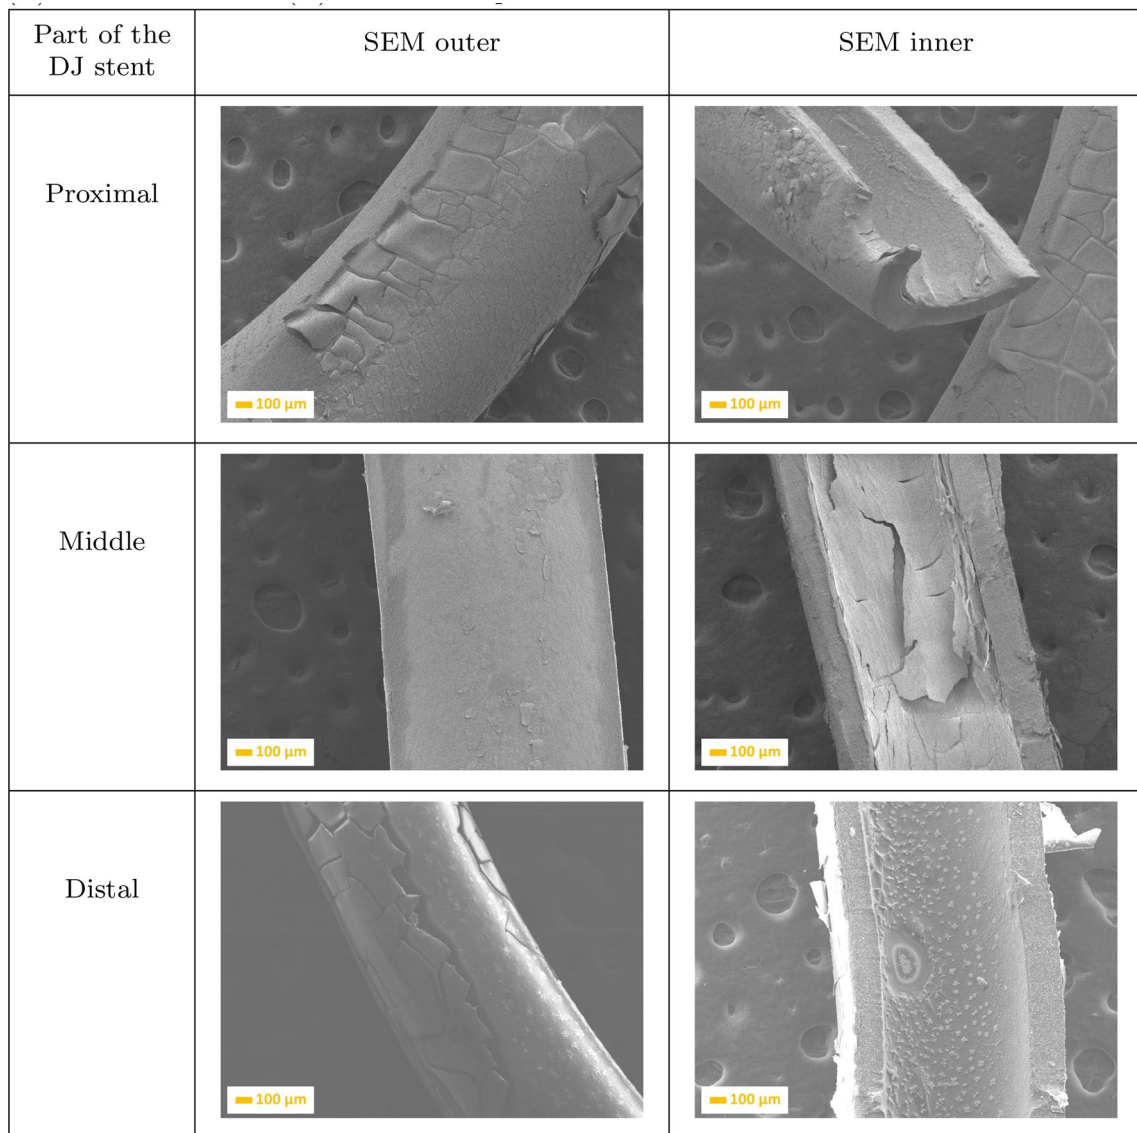 Part of the
DJ stent
SEM outer
SEM inner
Proximal
100 µm
100 µm
Middle
100 µm
100 µm
Distal
100 µm
100 µm